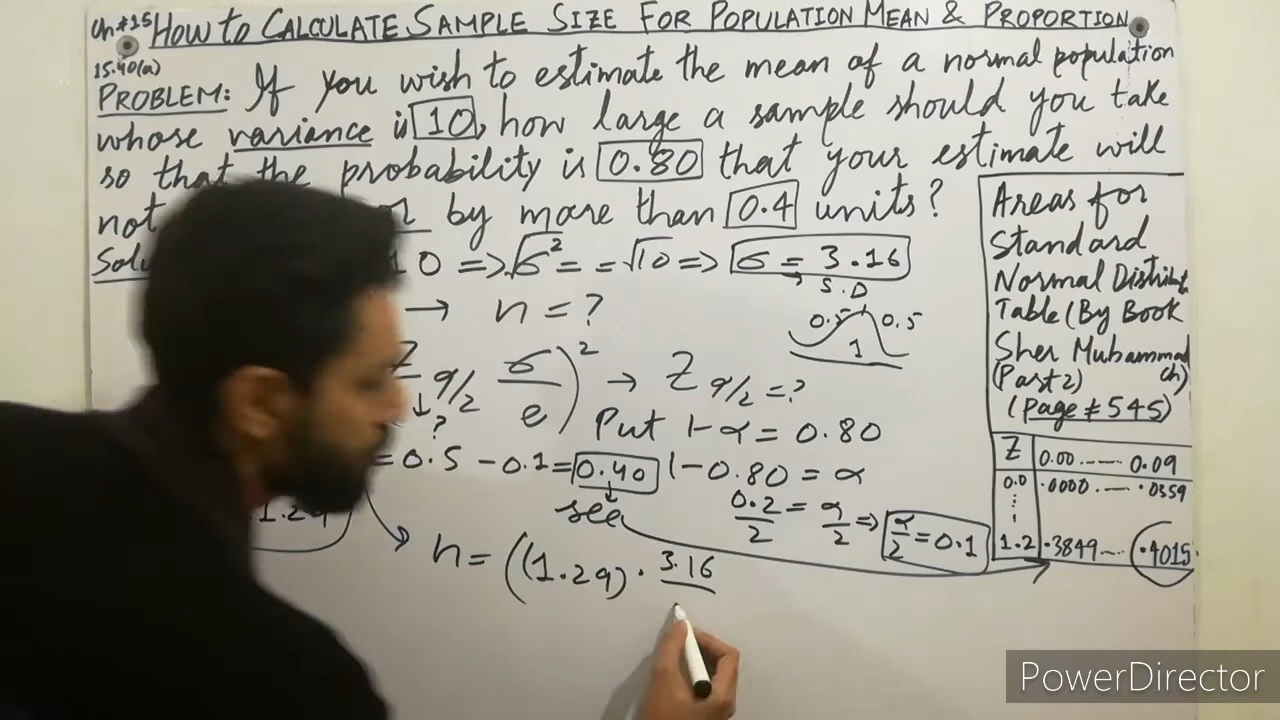 Ch#15 HOW to CALCULATE SAMPLE SIZE FOR POPULATION MEAN & PROPORTION
15.40(a)
PROBLEM: If you wish to estimate the mean of a normal population
whose variance is 10, how large a sample should you take
so that the probability is 0.80 that your estimate will
not by more than 0.4 units?
10 => √σ² = = √10 => σ = 3.16
→ S.D
→ n = ?
0.5 0.5
1
Z α/2 σ/e )² → Z α/2 = ?
↓
?
Put 1-α = 0.80
= 0.5 - 0.1 = 0.40 1-0.80 = α
↓
see
0.2/2 = α/2 => α/2 = 0.1
1.29
n = ((1.29) · 3.16
Areas for
Standard
Normal Distribut
Table (By Book
Sher Muhammad
(Part 2) Ch)
(Page # 545)
Z 0.00 ...... 0.09
0.0 .0000 ..... .0359
⋮
1.2 .3849 .... .4015
PowerDirector